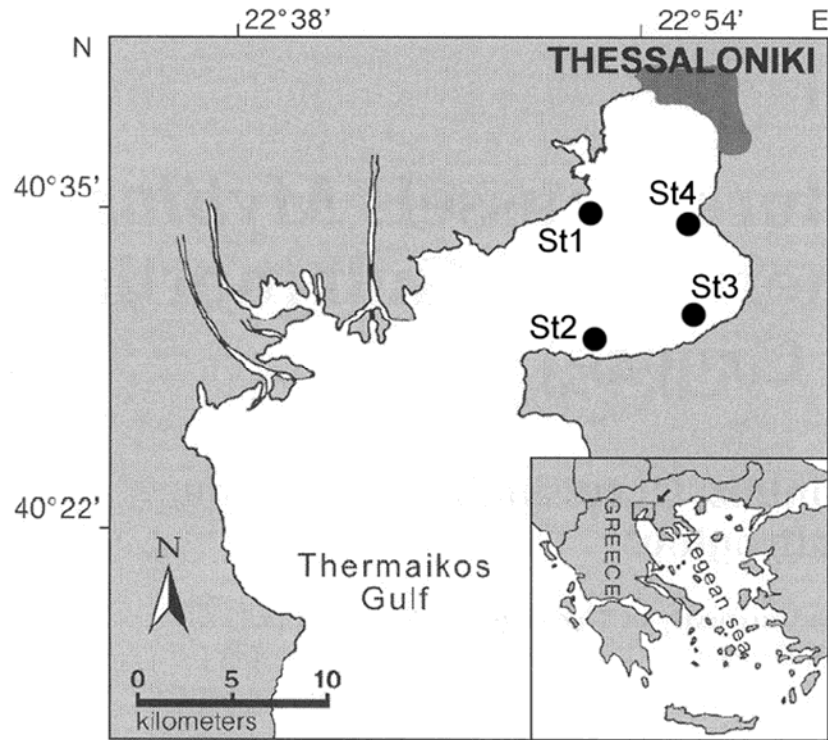 22°38'
22°54'
E
N
THESSALONIKI
40°35'
St4
St1
St3
St2
40°22'
N
Thermaikos
Gulf
GREECE
Aegean sea
0 5 10
kilometers